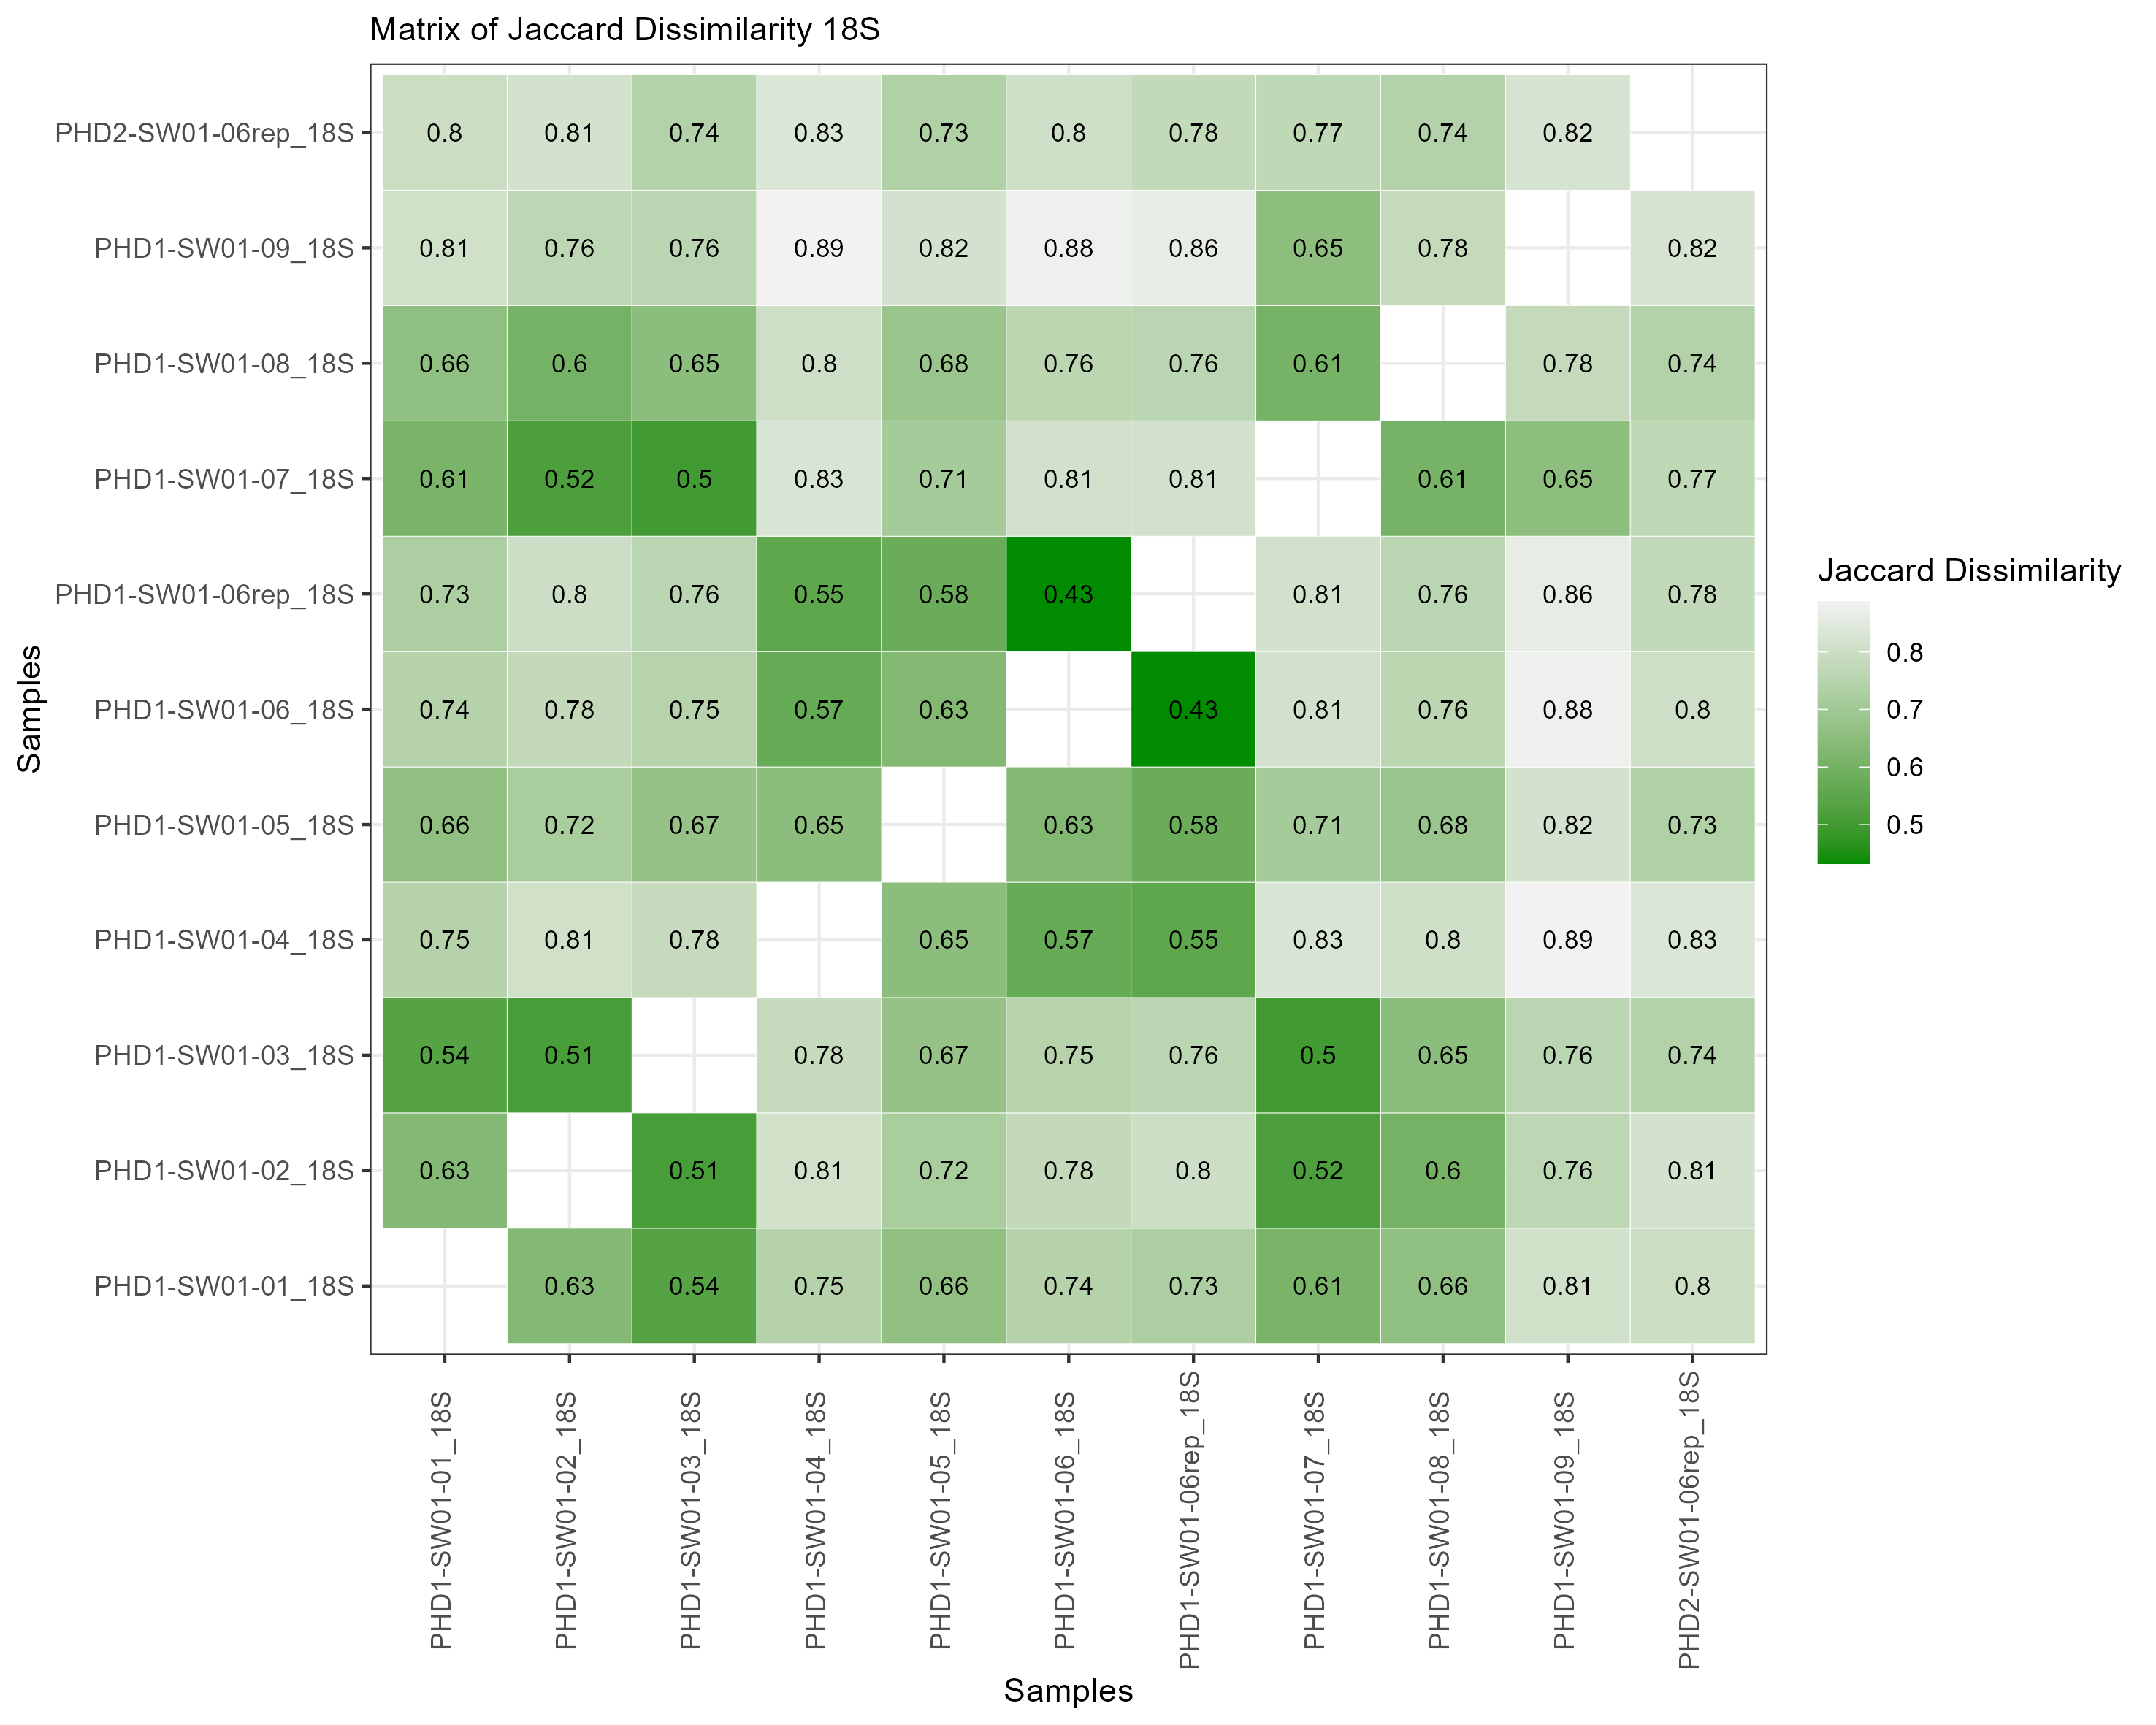 Matrix of Jaccard Dissimilarity 18S
PHD2-SW01-06rep_18S 0.8 0.81 0.74 0.83 0.73 0.8 0.78 0.77 0.74 0.82
PHD1-SW01-09_18S 0.81 0.76 0.76 0.89 0.82 0.88 0.86 0.65 0.78 0.82
PHD1-SW01-08_18S 0.66 0.6 0.65 0.8 0.68 0.76 0.76 0.61 0.78 0.74
PHD1-SW01-07_18S 0.61 0.52 0.5 0.83 0.71 0.81 0.81 0.61 0.65 0.77
PHD1-SW01-06rep_18S 0.73 0.8 0.76 0.55 0.58 0.43 0.81 0.76 0.86 0.78
PHD1-SW01-06_18S 0.74 0.78 0.75 0.57 0.63 0.43 0.81 0.76 0.88 0.8
PHD1-SW01-05_18S 0.66 0.72 0.67 0.65 0.63 0.58 0.71 0.68 0.82 0.73
PHD1-SW01-04_18S 0.75 0.81 0.78 0.65 0.57 0.55 0.83 0.8 0.89 0.83
PHD1-SW01-03_18S 0.54 0.51 0.78 0.67 0.75 0.76 0.5 0.65 0.76 0.74
PHD1-SW01-02_18S 0.63 0.51 0.81 0.72 0.78 0.8 0.52 0.6 0.76 0.81
PHD1-SW01-01_18S 0.63 0.54 0.75 0.66 0.74 0.73 0.61 0.66 0.81 0.8
Samples
PHD1-SW01-01_18S
PHD1-SW01-02_18S
PHD1-SW01-03_18S
PHD1-SW01-04_18S
PHD1-SW01-05_18S
PHD1-SW01-06_18S
PHD1-SW01-06rep_18S
PHD1-SW01-07_18S
PHD1-SW01-08_18S
PHD1-SW01-09_18S
PHD2-SW01-06rep_18S
Samples
Jaccard Dissimilarity
0.8
0.7
0.6
0.5